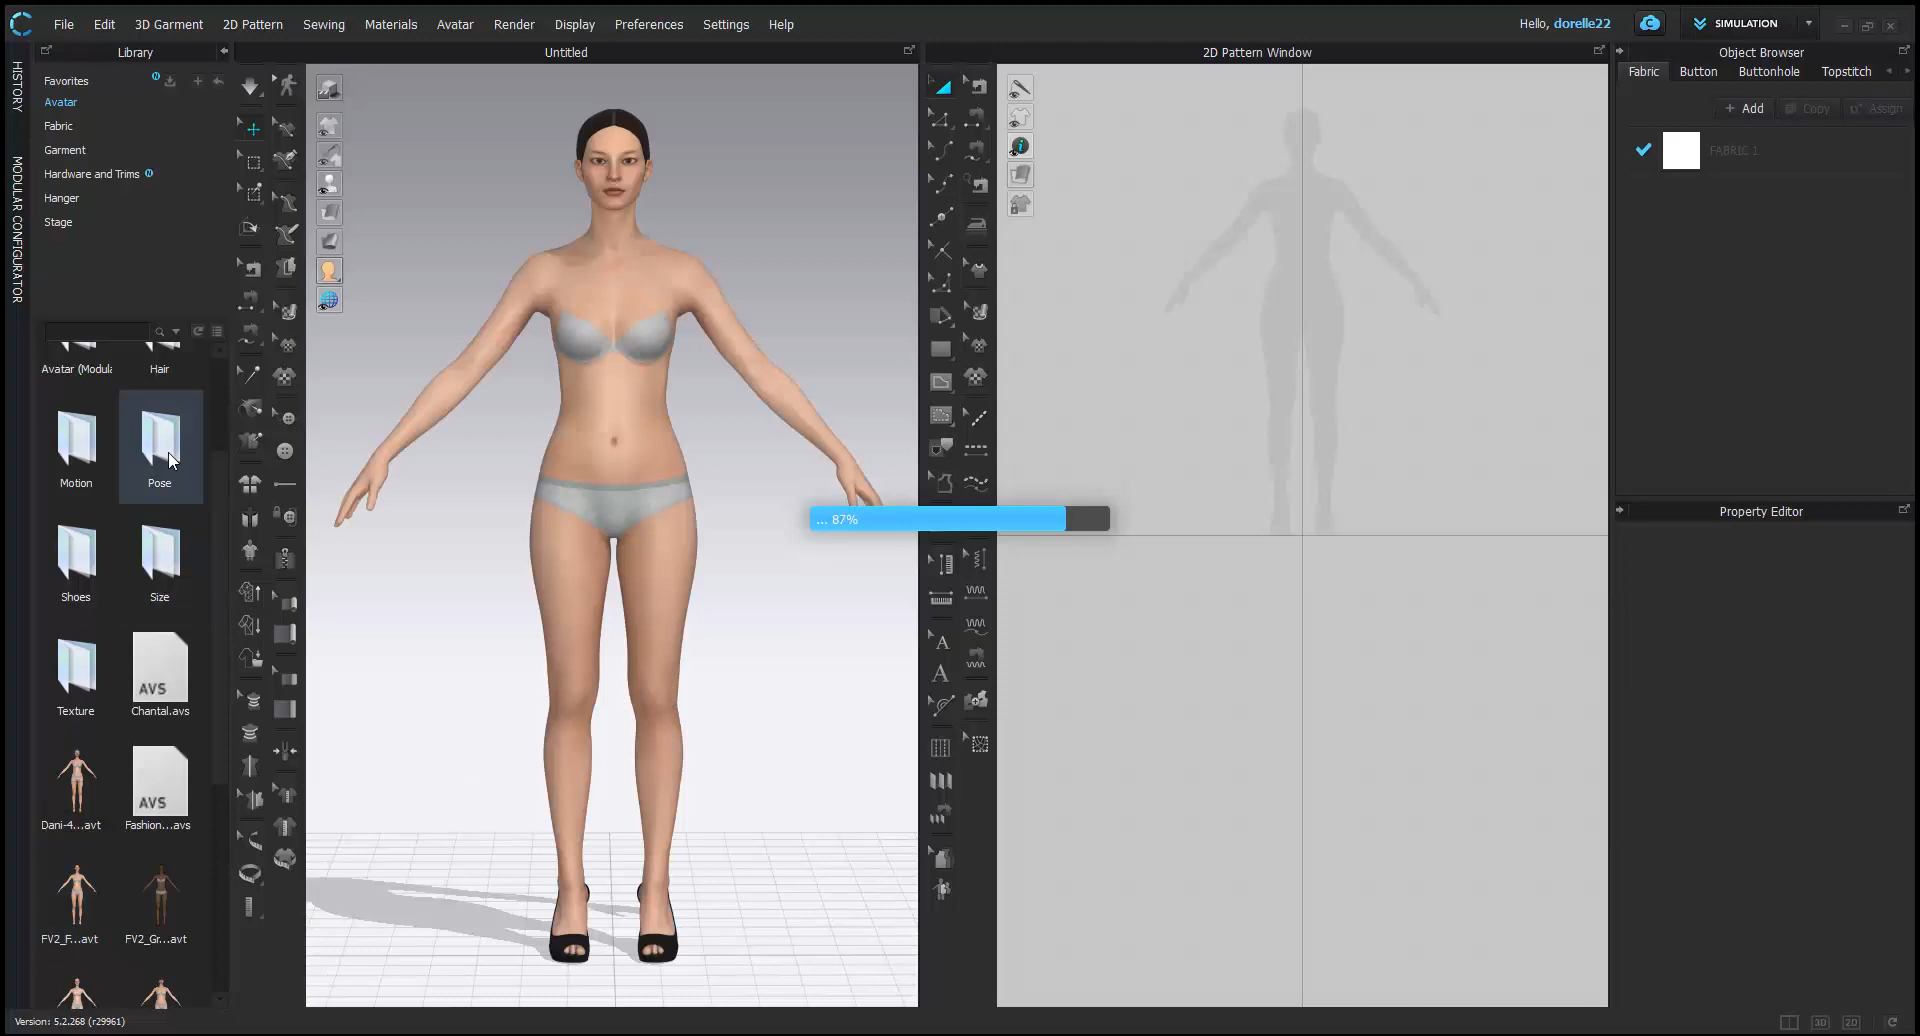 File Edit 3D Garment 2D Pattern Sewing Materials Avatar Render Display Preferences Settings Help
Hello, dorelle22
SIMULATION
Library
Untitled
2D Pattern Window
Object Browser
HISTORY
MODULAR CONFIGURATOR
Favorites
Avatar
Fabric
Garment
Hardware and Trims
Hanger
Stage
Fabric Button Buttonhole Topstitch
+ Add Copy Assign
FABRIC 1
Avatar (Modula Hair
Motion Pose
Shoes Size
AVS
Texture Chantal.avs
AVS
Dani-4...avt Fashion...avs
FV2_F...avt FV2_Gr...avt
... 87%
A
A
Property Editor
Version: 5.2.268 (r29961)
3D 2D